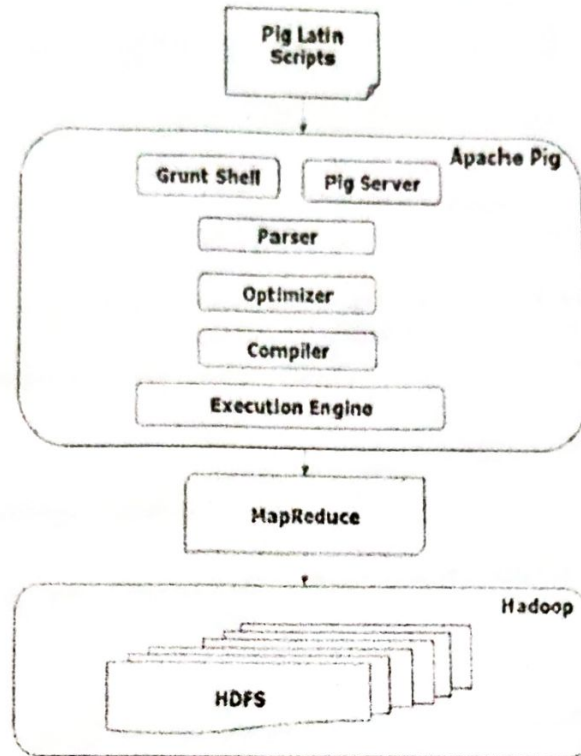 Pig Latin
Scripts
Apache Pig
Grunt Shell
Pig Server
Parser
Optimizer
Compiler
Execution Engine
MapReduce
Hadoop
HDFS